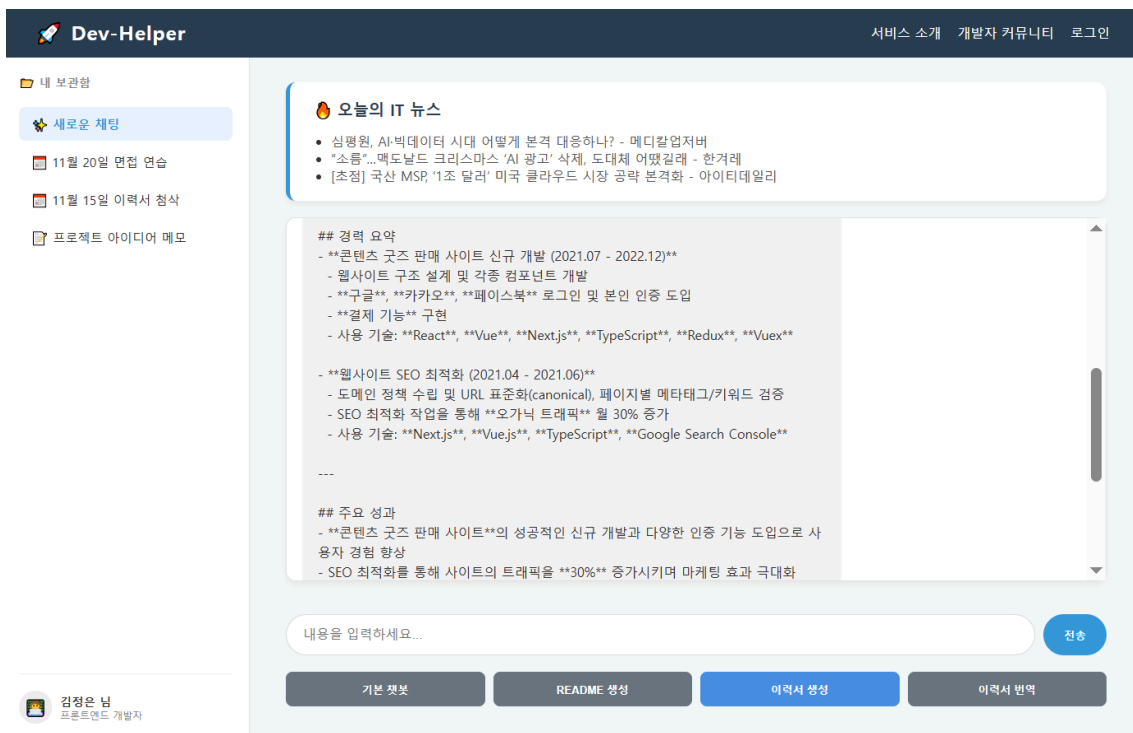 Dev-Helper
서비스 소개 개발자 커뮤니티 로그인
내 보관함
새로운 채팅
11월 20일 면접 연습
11월 15일 이력서 첨삭
프로젝트 아이디어 메모
오늘의 IT 뉴스
심평원, AI·빅데이터 시대 어떻게 본격 대응하나? - 메디칼업저버
“소름”…맥도날드 크리스마스 ‘AI 광고’ 삭제, 도대체 어땠길래 - 한겨레
[초점] 국산 MSP, ‘1조 달러’ 미국 클라우드 시장 공략 본격화 - 아이티데일리
## 경력 요약
- **콘텐츠 굿즈 판매 사이트 신규 개발 (2021.07 - 2022.12)**
- 웹사이트 구조 설계 및 각종 컴포넌트 개발
- **구글**, **카카오**, **페이스북** 로그인 및 본인 인증 도입
- **결제 기능** 구현
- 사용 기술: **React**, **Vue**, **Next.js**, **TypeScript**, **Redux**, **Vuex**
- **웹사이트 SEO 최적화 (2021.04 - 2021.06)**
- 도메인 정책 수립 및 URL 표준화(canonical), 페이지별 메타태그/키워드 검증
- SEO 최적화 작업을 통해 **오가닉 트래픽** 월 30% 증가
- 사용 기술: **Next.js**, **Vue.js**, **TypeScript**, **Google Search Console**
---
## 주요 성과
- **콘텐츠 굿즈 판매 사이트**의 성공적인 신규 개발과 다양한 인증 기능 도입으로 사
용자 경험 향상
- SEO 최적화를 통해 사이트의 트래픽을 **30%** 증가시키며 마케팅 효과 극대화
내용을 입력하세요...
전송
기본 챗봇 README 생성 이력서 생성 이력서 번역
김정은 님
프론트엔드 개발자